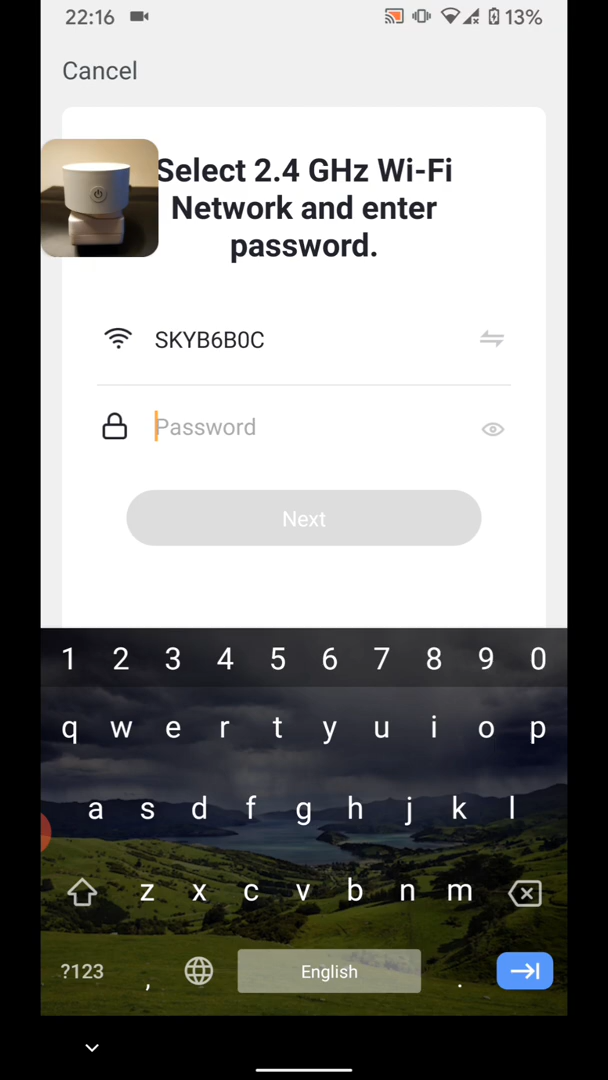 22:16 13%
Cancel
Select 2.4 GHz Wi-Fi
Network and enter
password.
SKYB6B0C
Password
Next
1 2 3 4 5 6 7 8 9 0
q w e r t y u i o p
a s d f g h j k l
z x c v b n m
?123 , English .